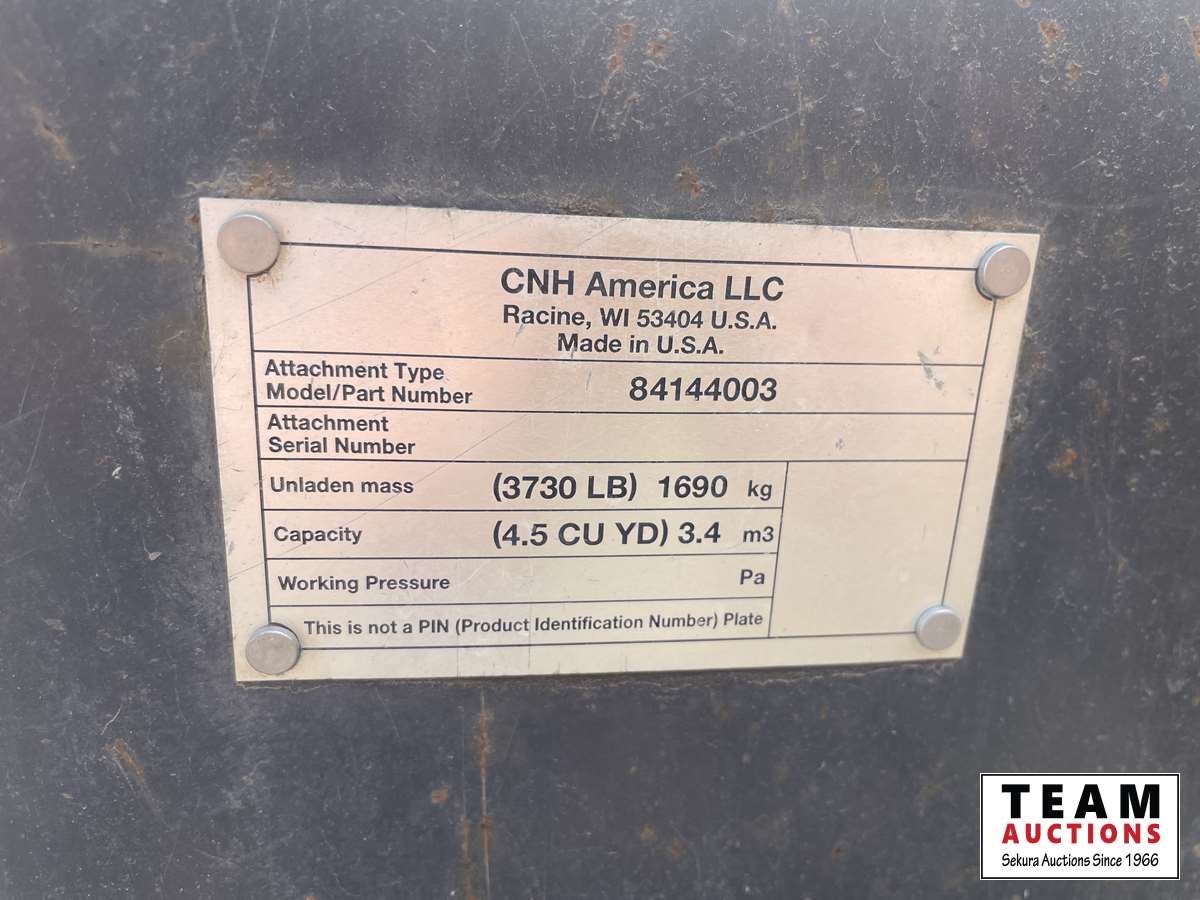 CNH America LLC
Racine, WI 53404 U.S.A.
Made in U.S.A.
Attachment Type
Model/Part Number 84144003
Attachment
Serial Number
Unladen mass (3730 LB) 1690 kg
Capacity (4.5 CU YD) 3.4 m3
Working Pressure Pa
This is not a PIN (Product Identification Number) Plate
TEAM
AUCTIONS
Sekura Auctions Since 1966